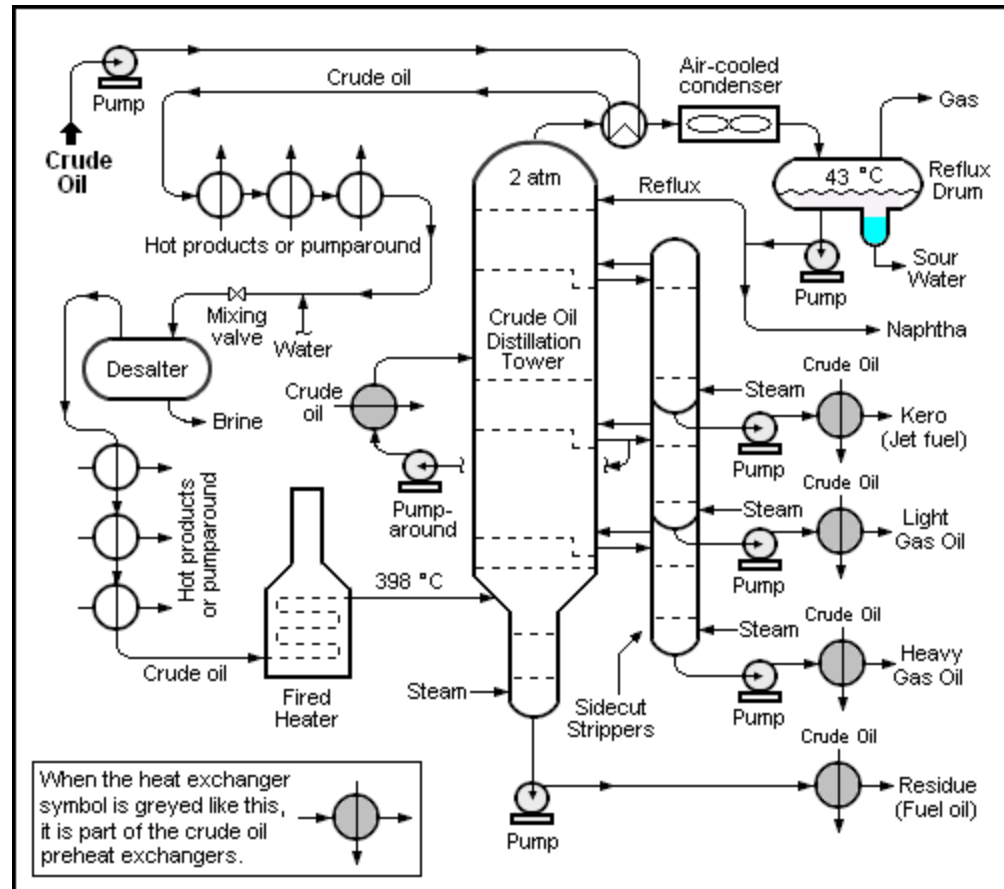 Pump
Crude
Oil
Crude oil
Air-cooled
condenser
Gas
2 atm
Reflux
43 °C
Reflux
Drum
Hot products or pumparound
Sour
Water
Pump
Mixing
valve
Water
Crude Oil
Distillation
Tower
Naphtha
Desalter
Brine
Crude
oil
Steam
Crude Oil
Kero
(Jet fuel)
Pump
Pump-
around
Hot products
or pumparound
Steam
Crude Oil
Light
Gas Oil
Pump
398 °C
Crude oil
Fired
Heater
Steam
Sidecut
Strippers
Steam
Crude Oil
Heavy
Gas Oil
Pump
Crude Oil
Residue
(Fuel oil)
Pump
When the heat exchanger
symbol is greyed like this,
it is part of the crude oil
preheat exchangers.